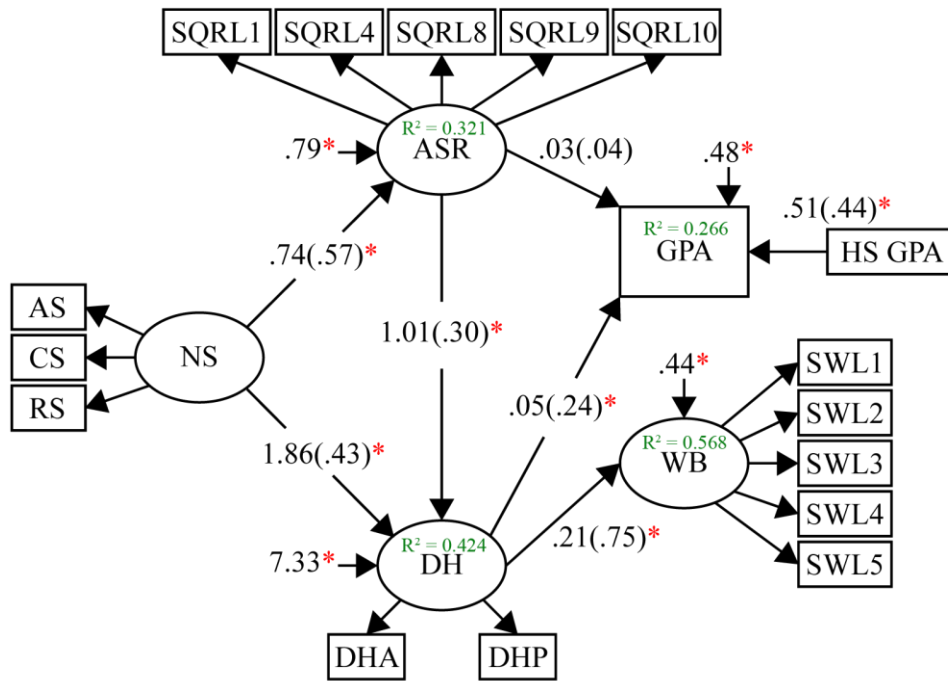 SQRL1 SQRL4 SQRL8 SQRL9 SQRL10
R² = 0.321
.79* ASR
.03(.04)
.48*
.51(.44)*
R² = 0.266
GPA
HS GPA
.74(.57)*
AS
CS
RS
NS
1.01(.30)*
.44*
SWL1
SWL2
SWL3
SWL4
SWL5
.05(.24)*
R² = 0.568
WB
1.86(.43)*
.21(.75)*
R² = 0.424
7.33* DH
DHA DHP